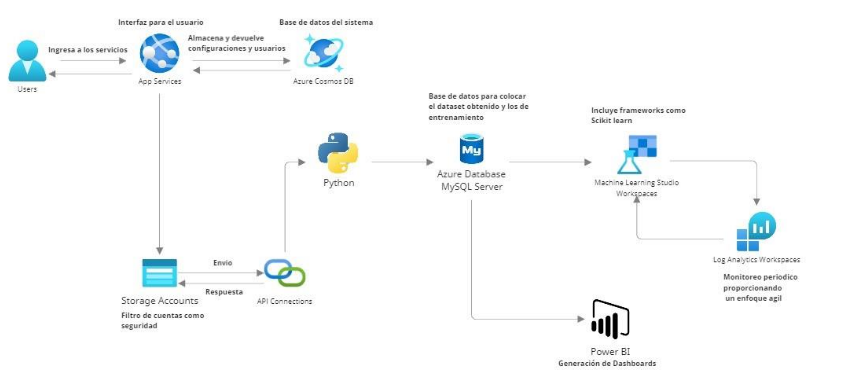 Interfaz para el usuario
Base de datos del sistema
Ingresa a los servicios
Almacena y devuelve
configuraciones y usuarios
Users
App Services
Azure Cosmos DB
Base de datos para colocar
el dataset obtenido y los de
entrenamiento
Incluye frameworks como
Scikit learn
My
Python
Azure Database
MySQL Server
Machine Learning Studio
Workspaces
Envio
Respuesta
Storage Accounts
Filtro de cuentas como
seguridad
API Connections
Log Analytics Workspaces
Monitoreo periodico
proporcionando
un enfoque agil
Power BI
Generación de Dashboards